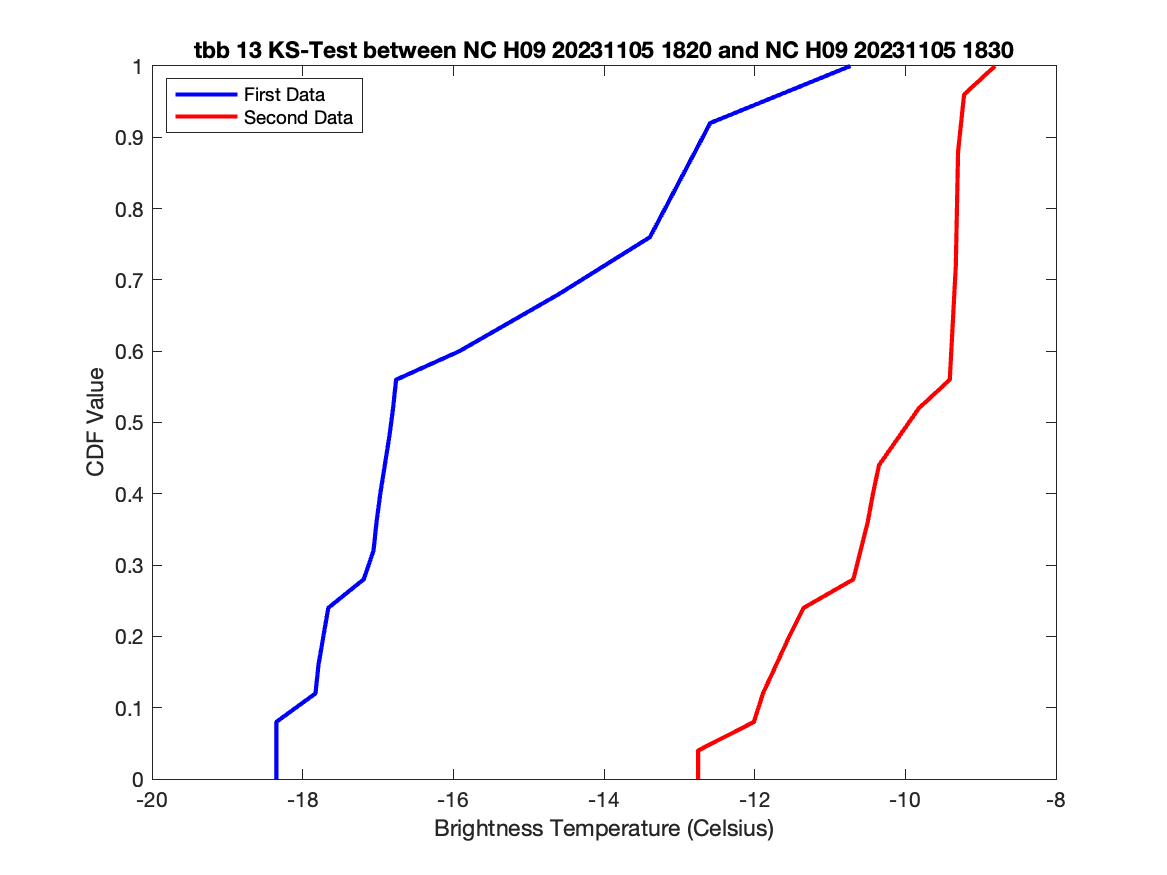 tbb 13 KS-Test between NC H09 20231105 1820 and NC H09 20231105 1830
First Data
Second Data
1
0.9
0.8
0.7
0.6
0.5
0.4
0.3
0.2
0.1
0
CDF Value
-20 -18 -16 -14 -12 -10 -8
Brightness Temperature (Celsius)